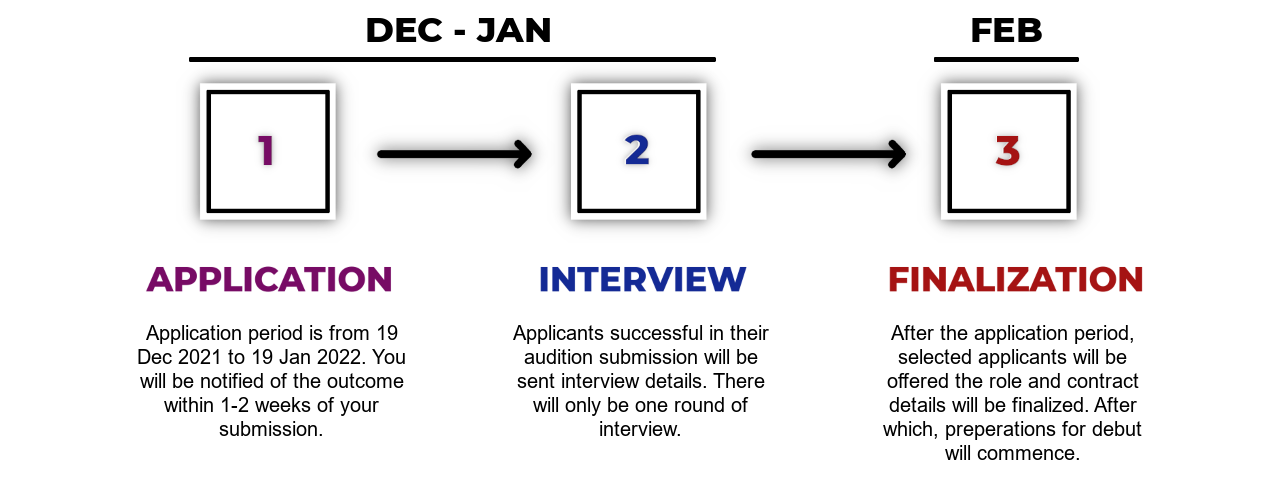 DEC - JAN
FEB
1
2
3
APPLICATION
Application period is from 19
Dec 2021 to 19 Jan 2022. You
will be notified of the outcome
within 1-2 weeks of your
submission.
INTERVIEW
Applicants successful in their
audition submission will be
sent interview details. There
will only be one round of
interview.
FINALIZATION
After the application period,
selected applicants will be
offered the role and contract
details will be finalized. After
which, preperations for debut
will commence.